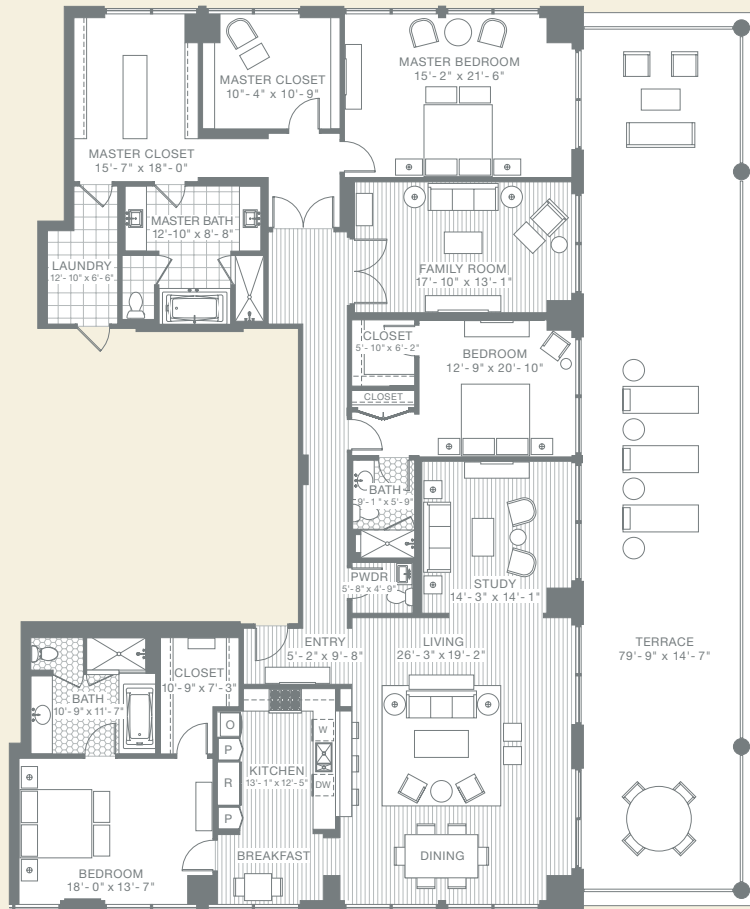 MASTER CLOSET
10"- 4" x 10'- 9"
MASTER BEDROOM
15'- 2" x 21'- 6"
MASTER CLOSET
15'- 7" x 18"- 0"
MASTER BATH
12'-10" x 8'- 8"
LAUNDRY
12'- 10" x 6'- 6"
FAMILY ROOM
17'- 10" x 13'- 1"
CLOSET
5'- 10" x 6'- 2"
BEDROOM
12'- 9" x 20'- 10"
CLOSET
BATH
9'- 1" x 5'- 9"
PWDR
5'- 8" x 4'- 9"
STUDY
14'- 3" x 14'- 1"
ENTRY
5'- 2" x 9'- 8"
LIVING
26'- 3" x 19'- 2"
TERRACE
79'- 9" x 14'- 7"
CLOSET
10'- 9" x 7'- 3"
BATH
10'- 9" x 11'- 7"
O
P
R
P
W
DW
KITCHEN
13'- 1" x 12'- 5"
BREAKFAST
DINING
BEDROOM
18'- 0" x 13'- 7"